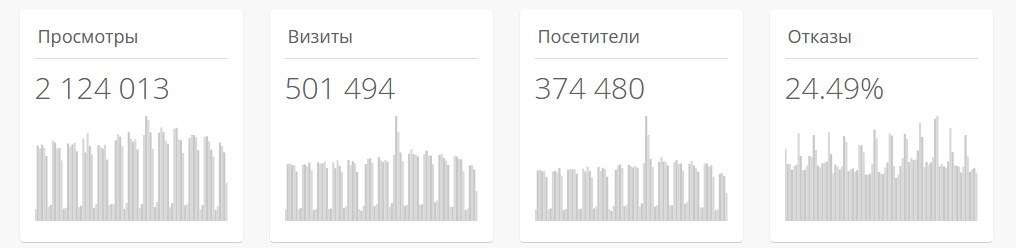 Просмотры
2 124 013
Визиты
501 494
Посетители
374 480
Отказы
24.49%